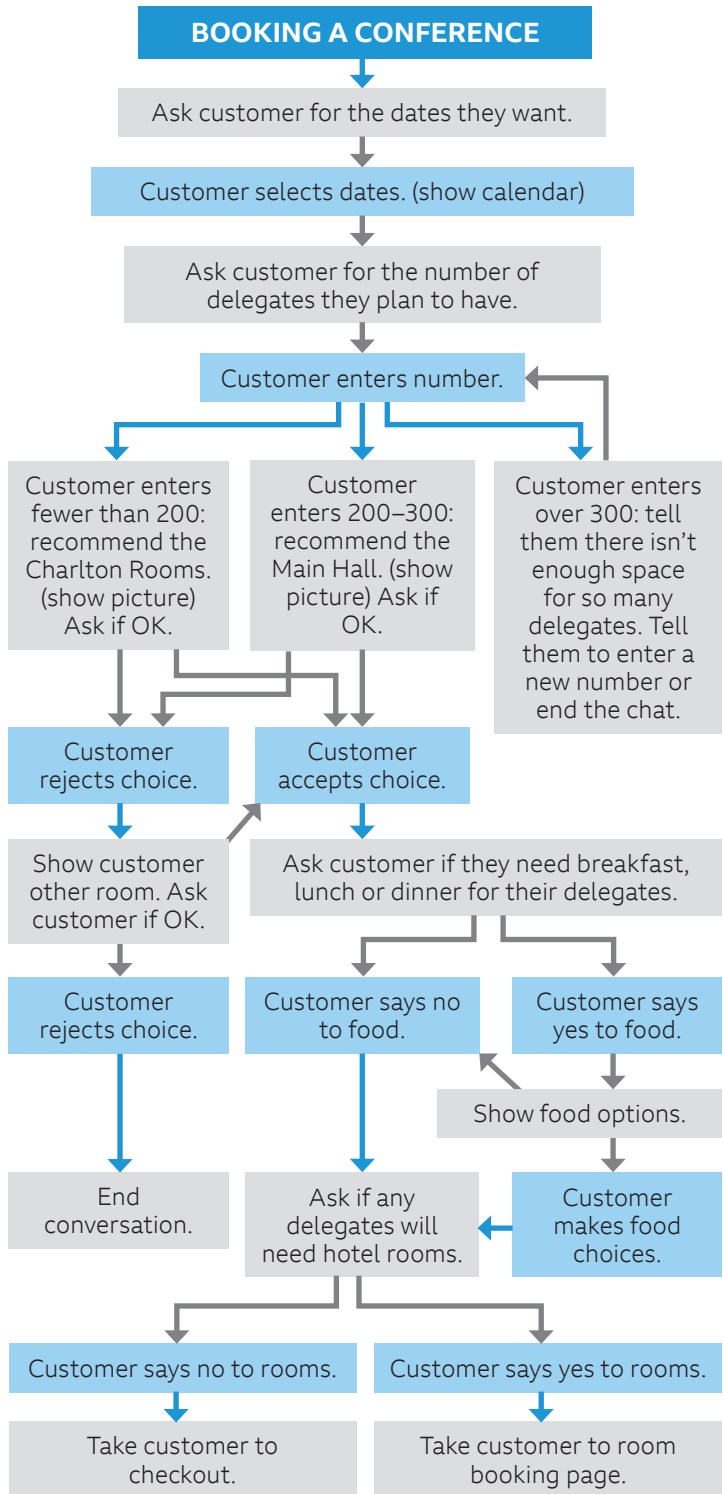 BOOKING A CONFERENCE
Ask customer for the dates they want.
Customer selects dates. (show calendar)
Ask customer for the number of
delegates they plan to have.
Customer enters number.
Customer enters
fewer than 200:
recommend the
Charlton Rooms.
(show picture)
Ask if OK.
Customer
enters 200–300:
recommend the
Main Hall. (show
picture) Ask if
OK.
Customer enters
over 300: tell
them there isn't
enough space
for so many
delegates. Tell
them to enter a
new number or
end the chat.
Customer
rejects choice.
Customer
accepts choice.
Show customer
other room. Ask
customer if OK.
Ask customer if they need breakfast,
lunch or dinner for their delegates.
Customer
rejects choice.
Customer says no
to food.
Customer says
yes to food.
Show food options.
End
conversation.
Ask if any
delegates will
need hotel rooms.
Customer
makes food
choices.
Customer says no to rooms.
Customer says yes to rooms.
Take customer to
checkout.
Take customer to room
booking page.